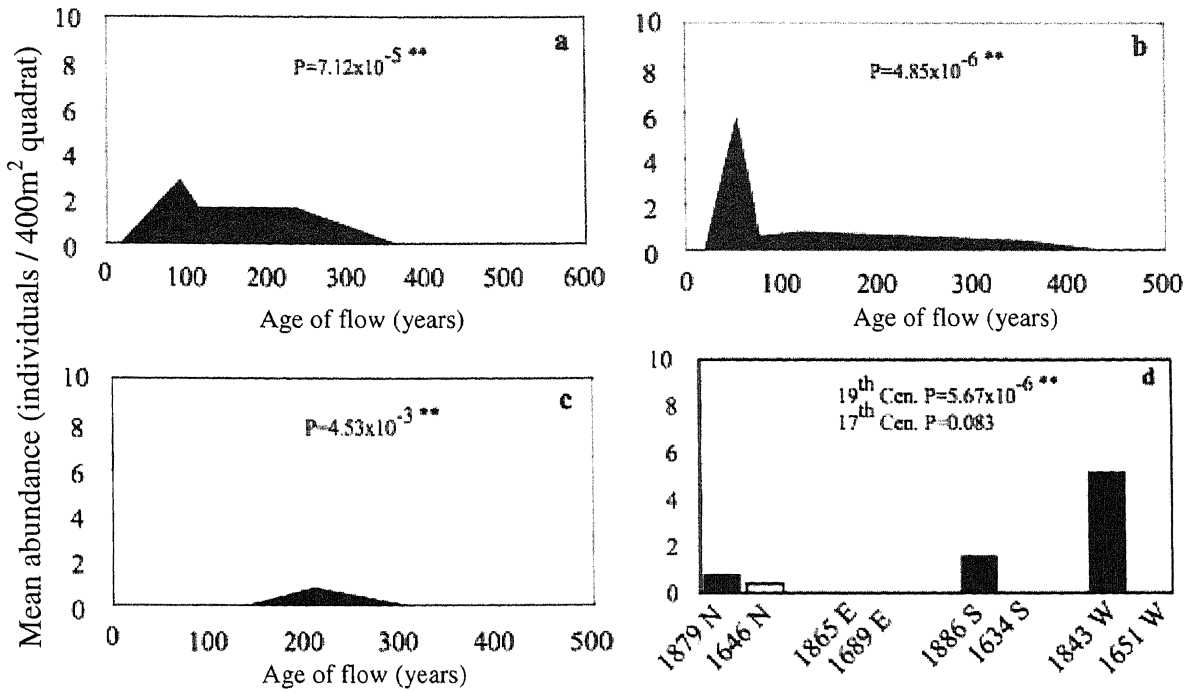 Mean abundance (individuals / 400m² quadrat)
10
8
6
4
2
0
a
P=7.12x10⁻⁵ **
0 100 200 300 400 500 600
Age of flow (years)
10
8
6
4
2
0
b
P=4.85x10⁻⁶ **
0 100 200 300 400 500
Age of flow (years)
10
8
6
4
2
0
c
P=4.53x10⁻³ **
0 100 200 300 400 500
Age of flow (years)
10
8
6
4
2
0
d
19th Cen. P=5.67x10⁻⁶ **
17th Cen. P=0.083
1879 N
1646 N
1865 E
1689 E
1886 S
1634 S
1843 W
1651 W